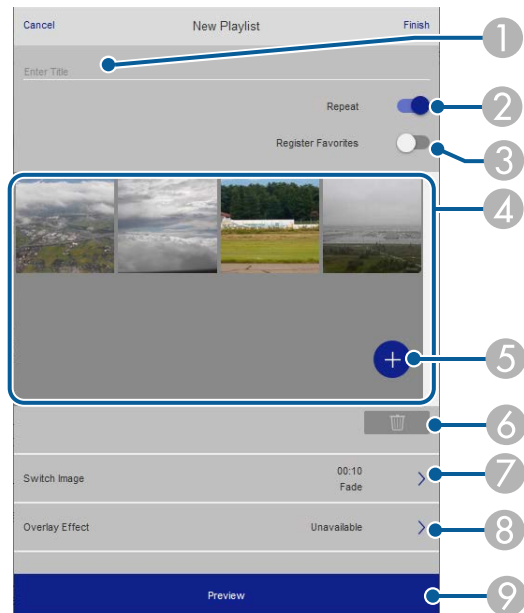 Cancel New Playlist Finish
1
Enter Title
Repeat
2
Register Favorites
3
4
5
6
Switch Image
00:10
Fade
7
Overlay Effect Unavailable
8
Preview
9